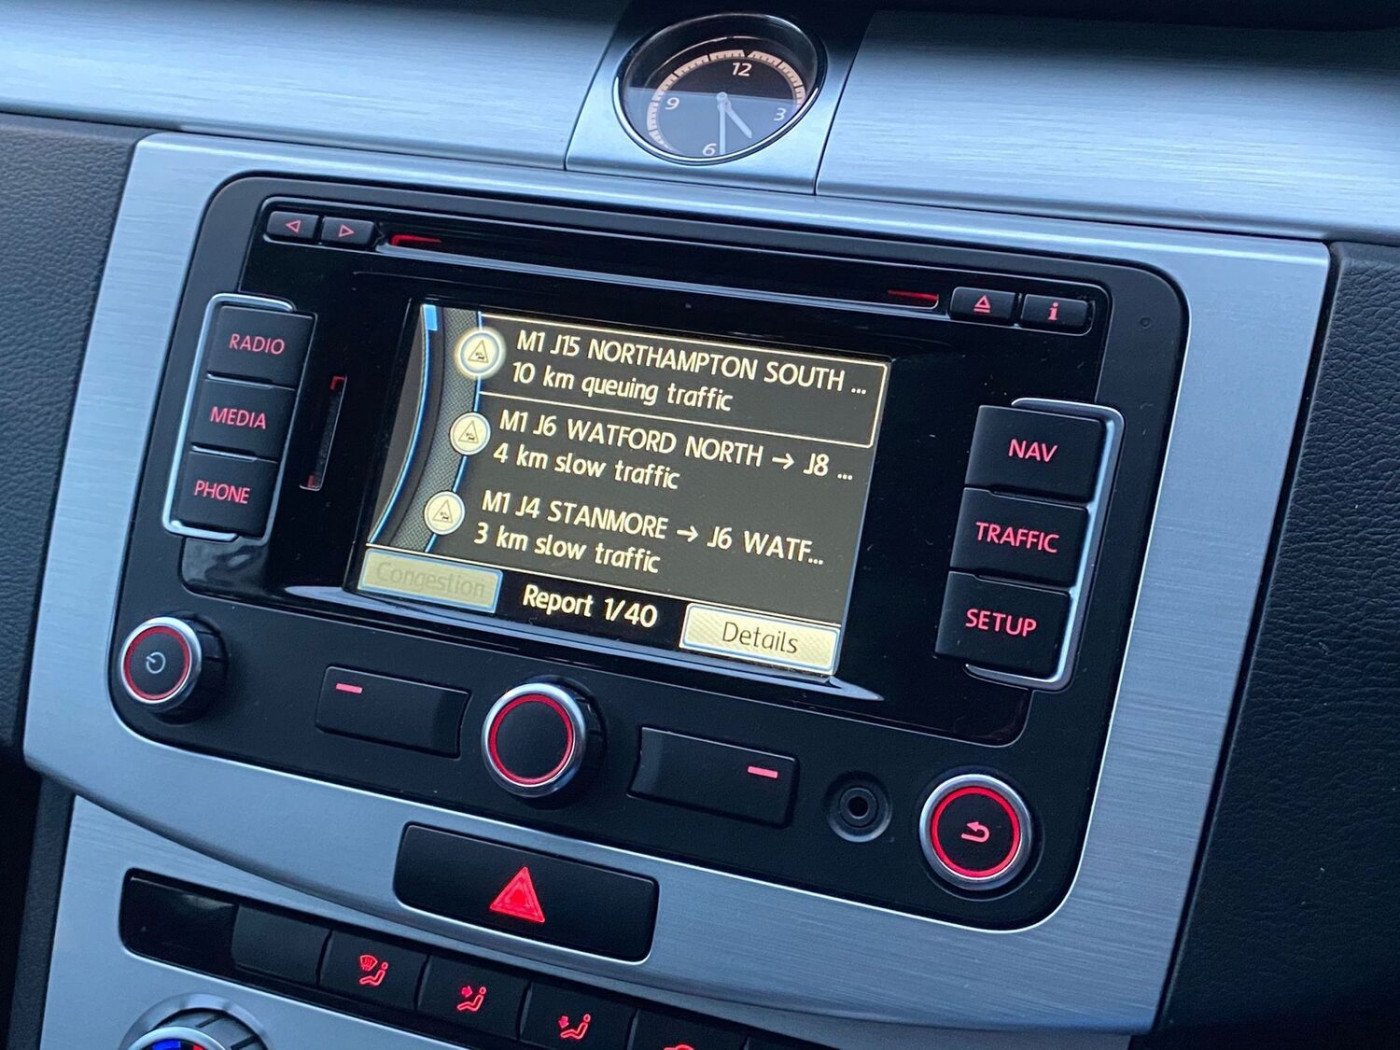 12
9
3
6
RADIO
MEDIA
PHONE
M1 J15 NORTHAMPTON SOUTH ...
10 km queuing traffic
M1 J6 WATFORD NORTH → J8 ...
4 km slow traffic
M1 J4 STANMORE → J6 WATF...
3 km slow traffic
Congestion
Report 1/40
Details
i
NAV
TRAFFIC
SETUP